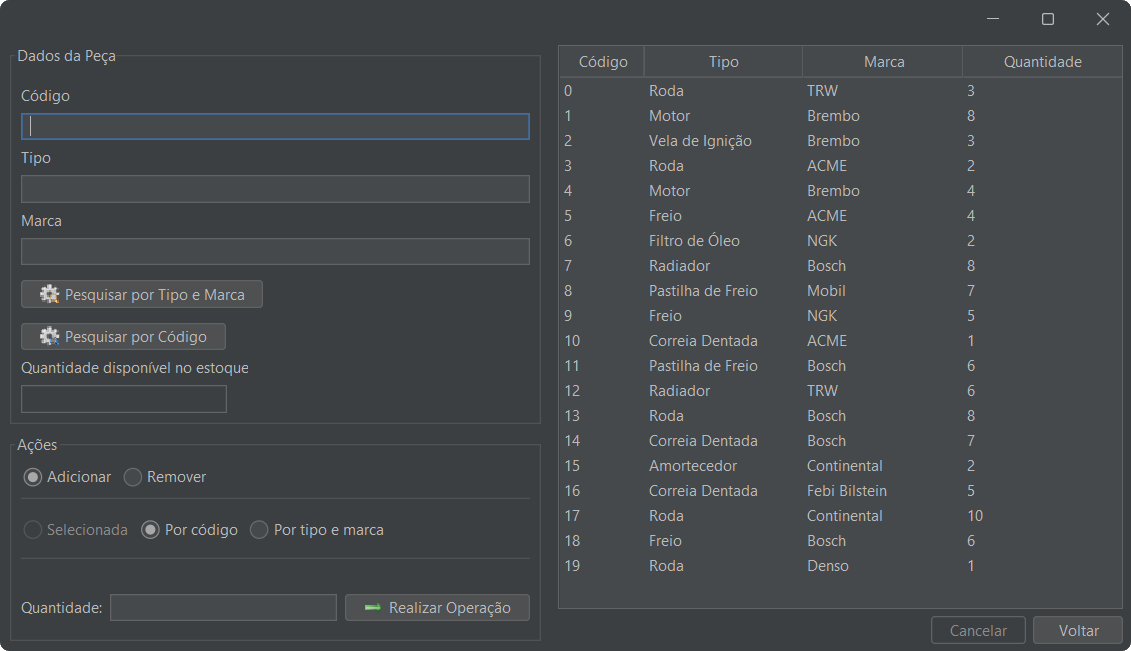 Dados da Peça
Código
Tipo
Marca
Pesquisar por Tipo e Marca
Pesquisar por Código
Quantidade disponível no estoque
Ações
Adicionar Remover
Selecionada Por código Por tipo e marca
Quantidade: Realizar Operação
Código Tipo Marca Quantidade
0 Roda TRW 3
1 Motor Brembo 8
2 Vela de Ignição Brembo 3
3 Roda ACME 2
4 Motor Brembo 4
5 Freio ACME 4
6 Filtro de Óleo NGK 2
7 Radiador Bosch 8
8 Pastilha de Freio Mobil 7
9 Freio NGK 5
10 Correia Dentada ACME 1
11 Pastilha de Freio Bosch 6
12 Radiador TRW 6
13 Roda Bosch 8
14 Correia Dentada Bosch 7
15 Amortecedor Continental 2
16 Correia Dentada Febi Bilstein 5
17 Roda Continental 10
18 Freio Bosch 6
19 Roda Denso 1
Cancelar Voltar